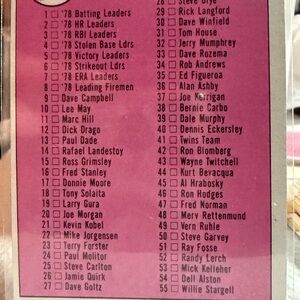 1 '78 Batting Leaders
2 '78 HR Leaders
3 '78 RBI Leaders
4 '78 Stolen Base Ldrs
5 '78 Victory Leaders
6 '78 Strikeout Ldrs
7 '78 ERA Leaders
8 '78 Leading Firemen
9 Dave Campbell
10 Lee May
11 Marc Hill
12 Dick Drago
13 Paul Dade
14 Rafael Landestoy
15 Ross Grimsley
16 Fred Stanley
17 Donnie Moore
18 Tony Solaita
19 Larry Gura
20 Joe Morgan
21 Kevin Kobel
22 Mike Jorgensen
23 Terry Forster
24 Paul Molitor
25 Steve Carlton
26 Jamie Quirk
27 Dave Goltz
28 Steve Brye
29 Rick Langford
30 Dave Winfield
31 Tom House
32 Jerry Mumphrey
33 Dave Rozema
34 Rob Andrews
35 Ed Figueroa
36 Alan Ashby
37 Joe Kerrigan
38 Bernie Carbo
39 Dale Murphy
40 Dennis Eckersley
41 Twins Team
42 Ron Blomberg
43 Wayne Twitchell
44 Kurt Bevacqua
45 Al Hrabosky
46 Ron Hodges
47 Fred Norman
48 Merv Rettenmund
49 Vern Ruhle
50 Steve Garvey
51 Ray Fosse
52 Randy Lerch
53 Mick Kelleher
54 Dell Alston
55 Willie Stargell